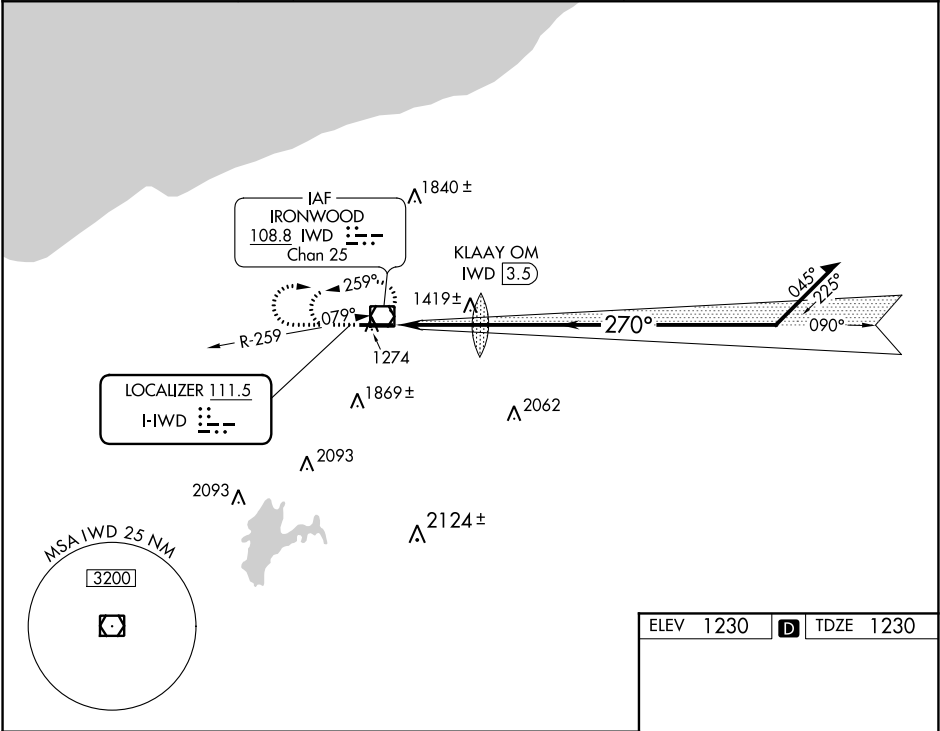 1840 ±
IAF
IRONWOOD
108.8 IWD
Chan 25
KLAAY OM
IWD 3.5
259°
1419 ±
079°
045°
225°
270°
090°
R-259
1274
LOCALIZER 111.5
I-IWD
1869 ±
2062
2093
2093
2124 ±
MSA IWD 25 NM
3200
ELEV 1230 D TDZE 1230